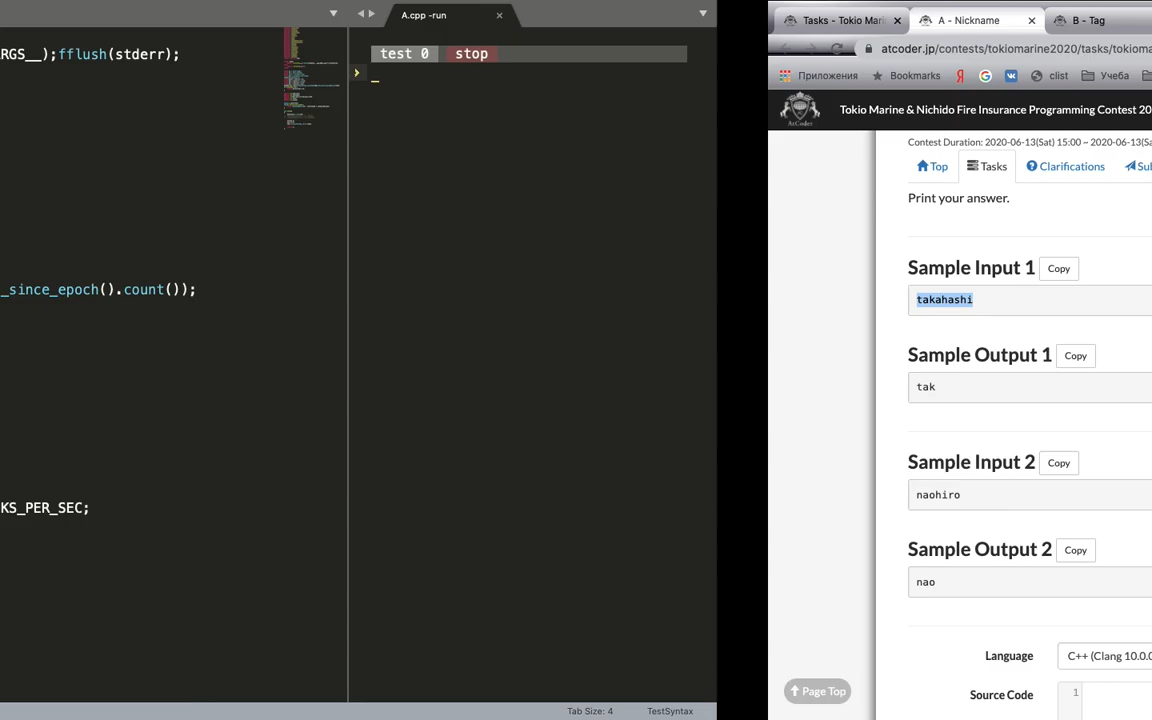 A.cpp -run
ARGS__);fflush(stderr);
test 0 stop
_since_epoch().count());
KS_PER_SEC;
Tab Size: 4 TestSyntax
Tasks - Tokio Mari
A - Nickname
B - Tag
atcoder.jp/contests/tokiomarine2020/tasks/tokioma
Приложения
Bookmarks
Я
G
clist
Учеба
AtCoder
Tokio Marine & Nichido Fire Insurance Programming Contest 20
Contest Duration: 2020-06-13(Sat) 15:00 ~ 2020-06-13(Sa
Top Tasks Clarifications Sub
Print your answer.
Sample Input 1 Copy
takahashi
Sample Output 1 Copy
tak
Sample Input 2 Copy
naohiro
Sample Output 2 Copy
nao
Language C++ (Clang 10.0.0
Source Code 1
Page Top